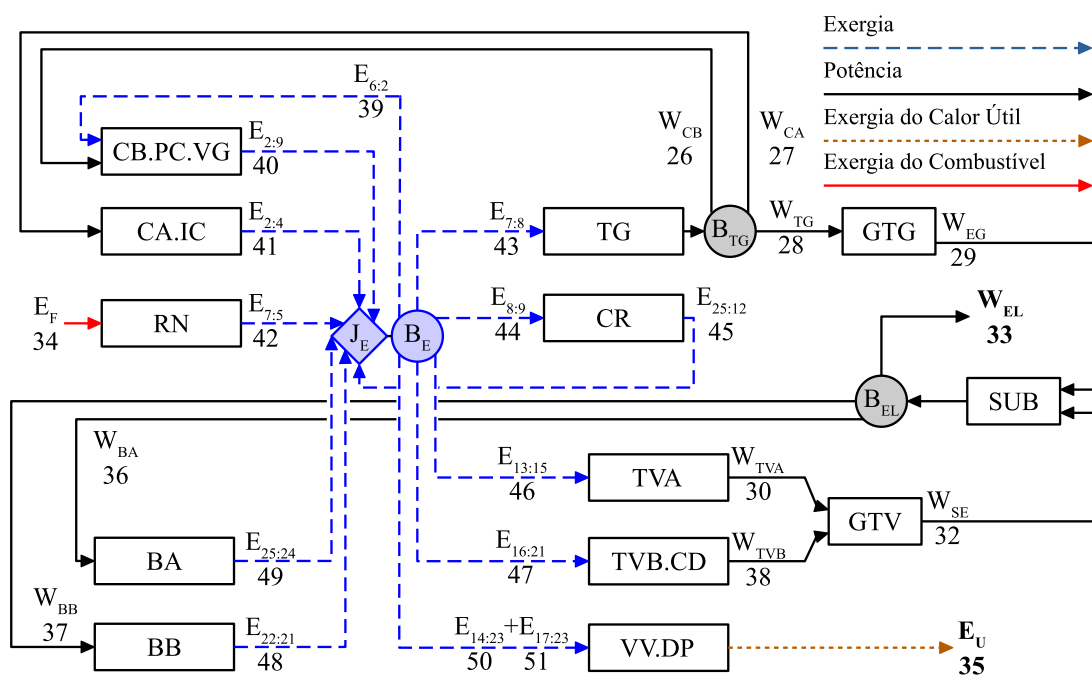 Exergia
Potência
Exergia do Calor Útil
Exergia do Combustível
E6:2
39
WCB
26
WCA
27
CB.PC.VG
E2:9
40
CA.IC
E2:4
41
E7:8
43
TG
BTG
WTG
28
GTG
WEG
29
EF
34
RN
E7:5
42
JE
BE
E8:9
44
CR
E25:12
45
WEL
33
BEL
SUB
WBA
36
E13:15
46
TVA
WTVA
30
GTV
WSE
32
BA
E25:24
49
E16:21
47
TVB.CD
WTVB
38
WBB
37
BB
E22:21
48
E14:23+E17:23
50 51
VV.DP
EU
35